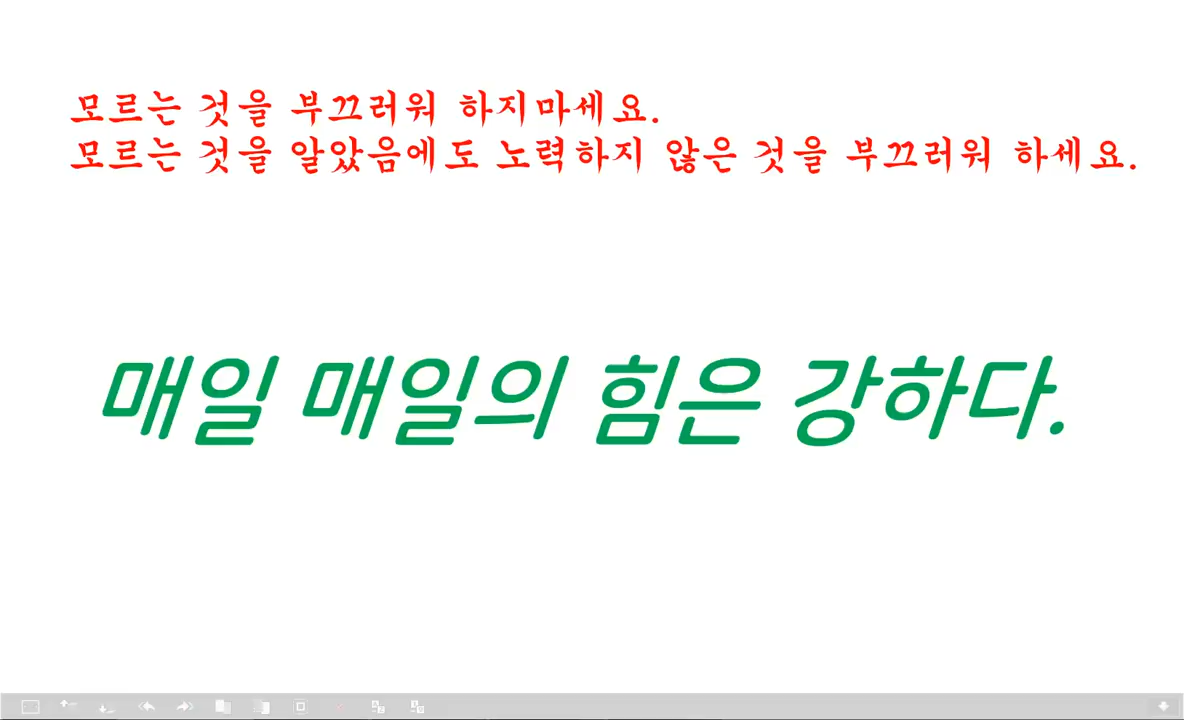 모르는 것을 부끄러워 하지마세요.
모르는 것을 알았음에도 노력하지 않은 것을 부끄러워 하세요.
매일 매일의 힘은 강하다.